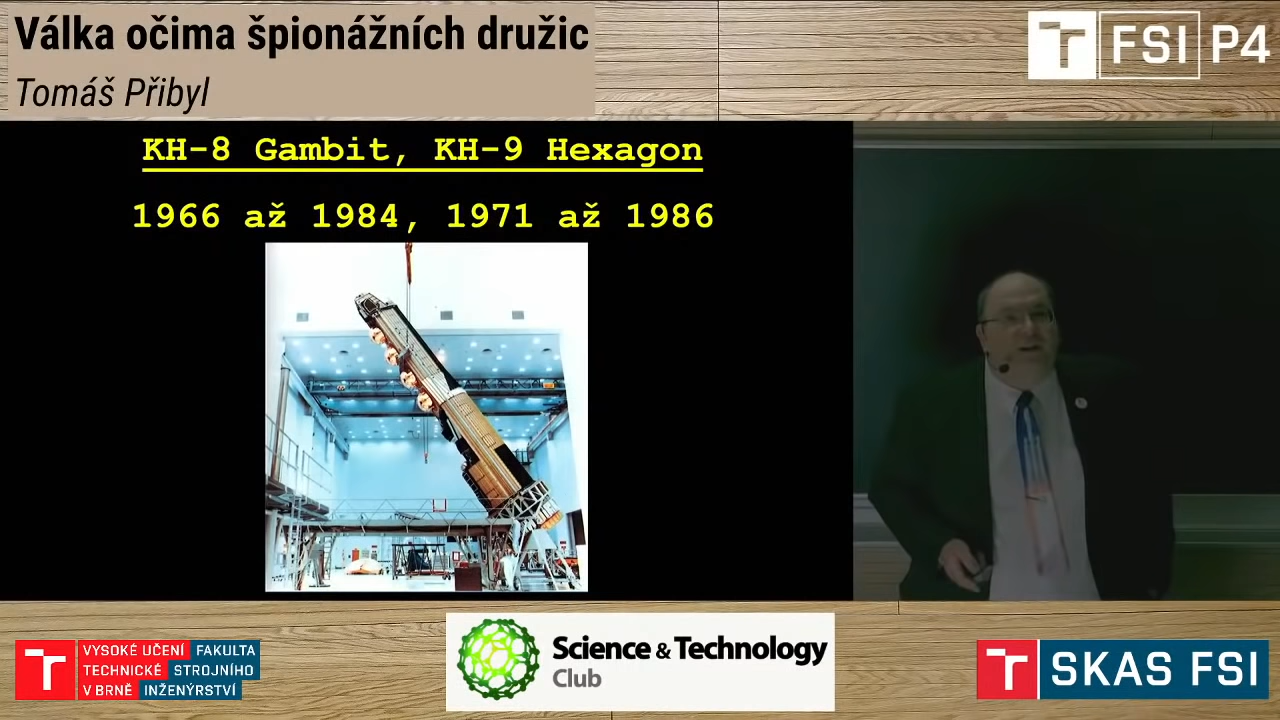 Válka očima špionážních družic
Tomáš Přibyl
FSI P4
KH-8 Gambit, KH-9 Hexagon
1966 až 1984, 1971 až 1986
VYSOKÉ UČENÍ FAKULTA
TECHNICKÉ STROJNÍHO
V BRNĚ INŽENÝRSTVÍ
Science & Technology
Club
SKAS FSI